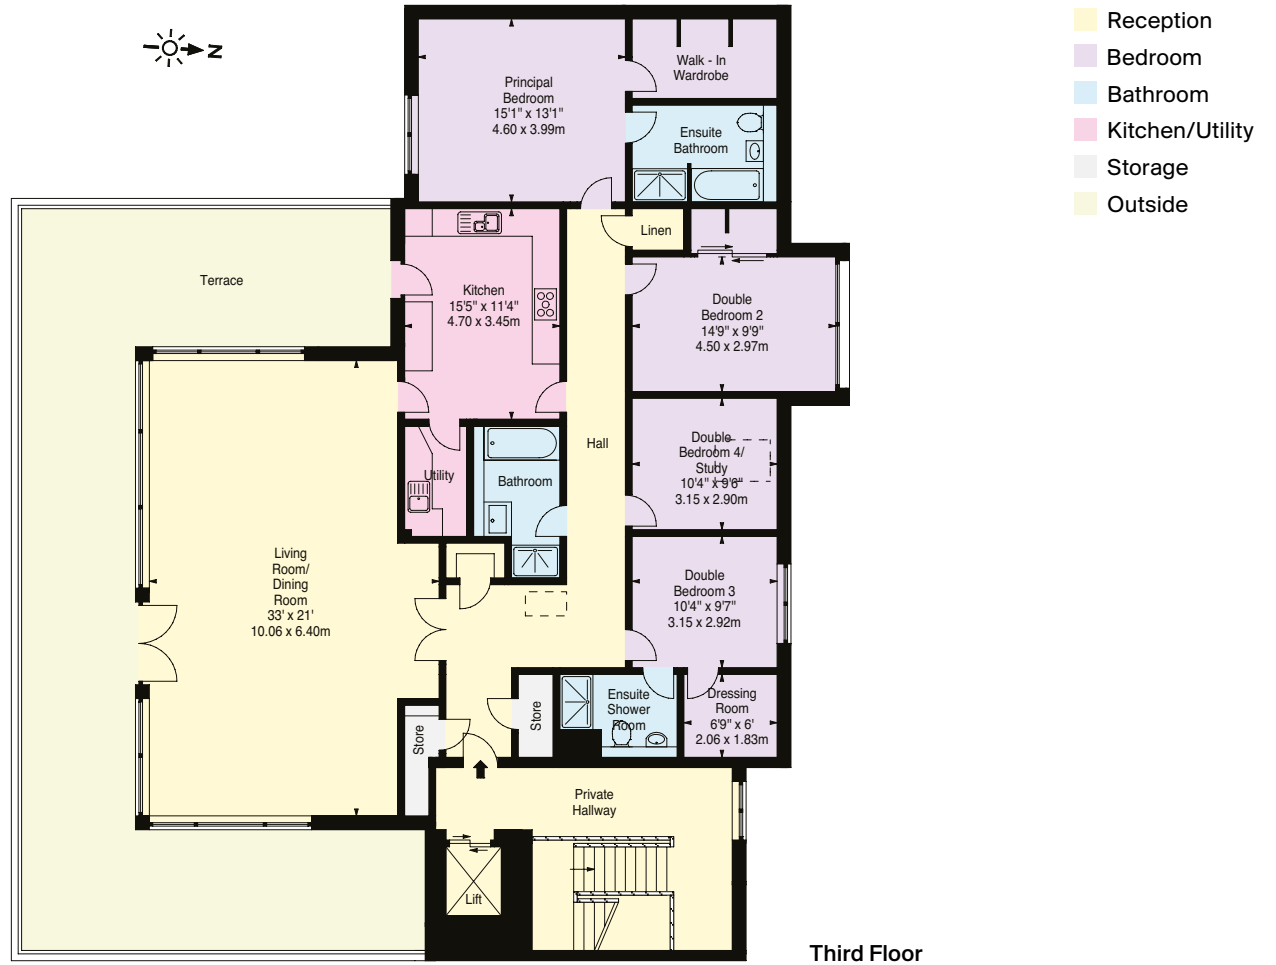 N
Principal
Bedroom
15'1" x 13'1"
4.60 x 3.99m
Walk - In
Wardrobe
Ensuite
Bathroom
Linen
Terrace
Kitchen
15'5" x 11'4"
4.70 x 3.45m
Double
Bedroom 2
14'9" x 9'9"
4.50 x 2.97m
Hall
Double
Bedroom 4/
Study
10'4" x 9'6"
3.15 x 2.90m
Utility
Bathroom
Living
Room/
Dining
Room
33' x 21'
10.06 x 6.40m
Double
Bedroom 3
10'4" x 9'7"
3.15 x 2.92m
Ensuite
Shower
Room
Dressing
Room
6'9" x 6'
2.06 x 1.83m
Store
Store
Private
Hallway
Lift
Third Floor
Reception
Bedroom
Bathroom
Kitchen/Utility
Storage
Outside